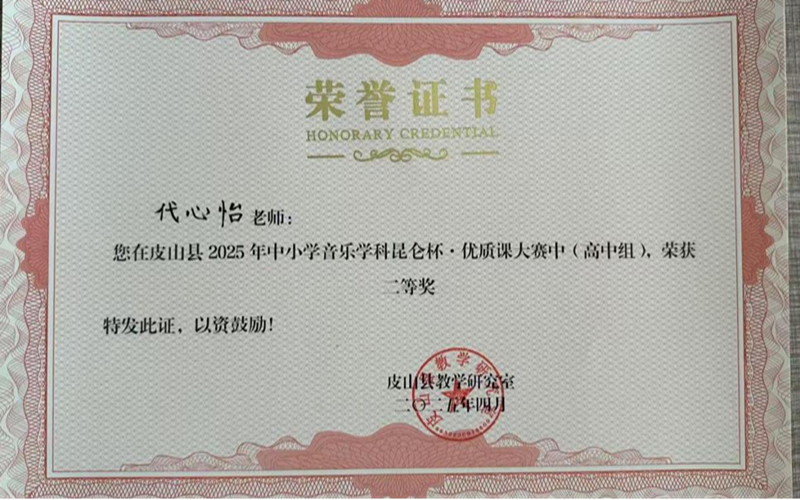 荣誉证书
HONORARY CREDENTIAL
代心怡老师：
您在皮山县2025年中小学音乐学科昆仑杯·优质课大赛中（高中组），荣获
二等奖
特发此证，以资鼓励！
皮山县教学研究室
二〇二五年四月